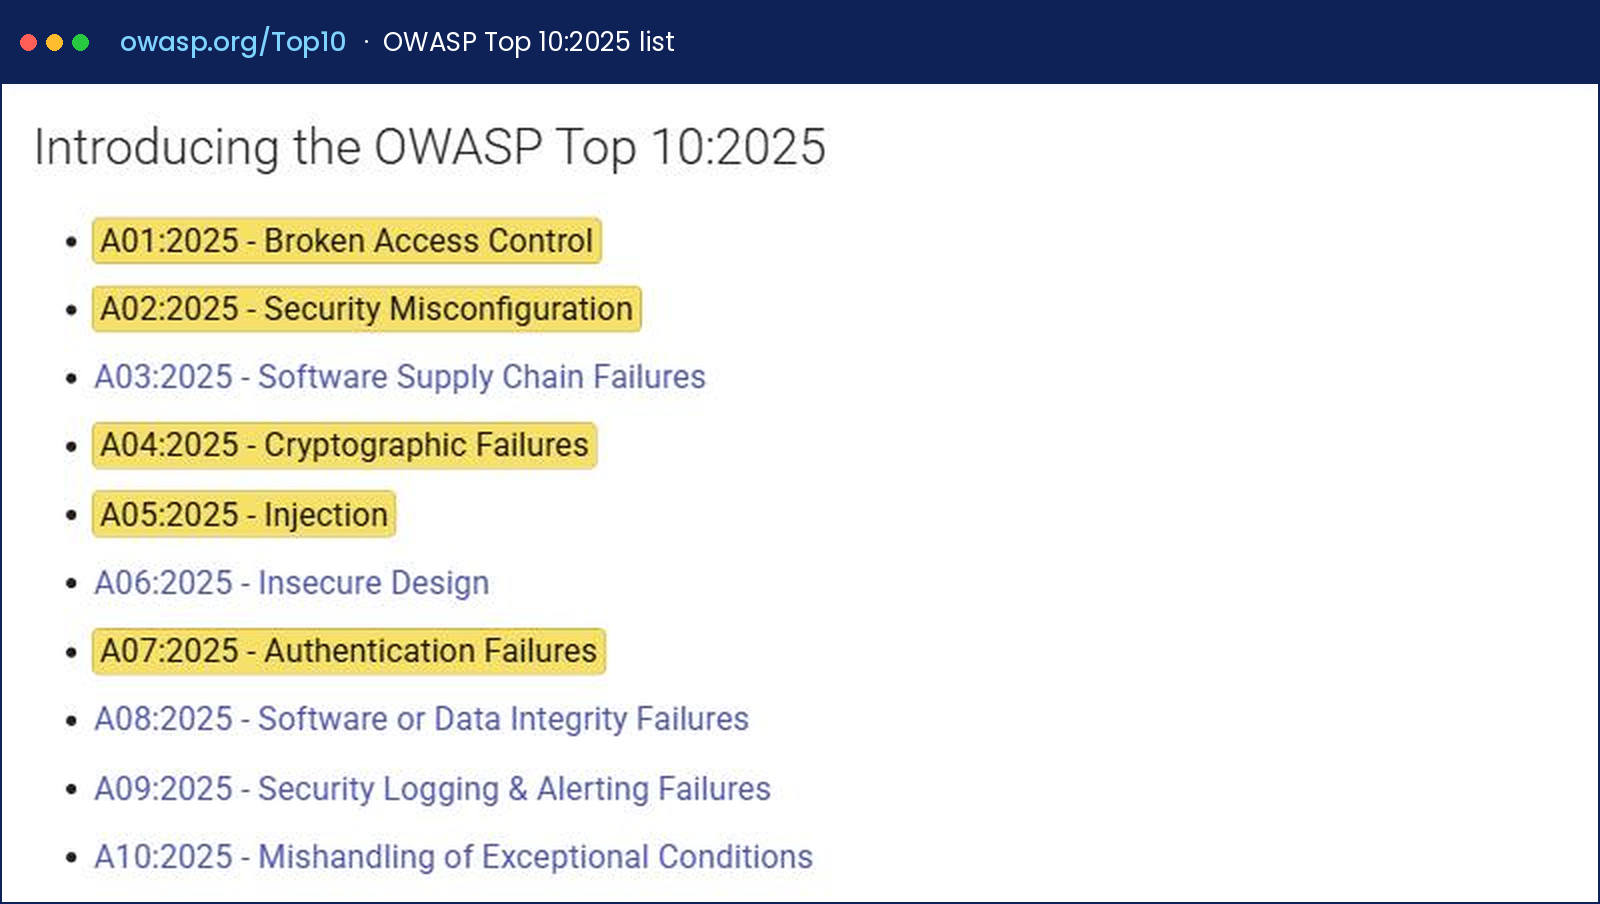 owasp.org/Top10 · OWASP Top 10:2025 list
Introducing the OWASP Top 10:2025
• A01:2025 - Broken Access Control
• A02:2025 - Security Misconfiguration
• A03:2025 - Software Supply Chain Failures
• A04:2025 - Cryptographic Failures
• A05:2025 - Injection
• A06:2025 - Insecure Design
• A07:2025 - Authentication Failures
• A08:2025 - Software or Data Integrity Failures
• A09:2025 - Security Logging & Alerting Failures
• A10:2025 - Mishandling of Exceptional Conditions